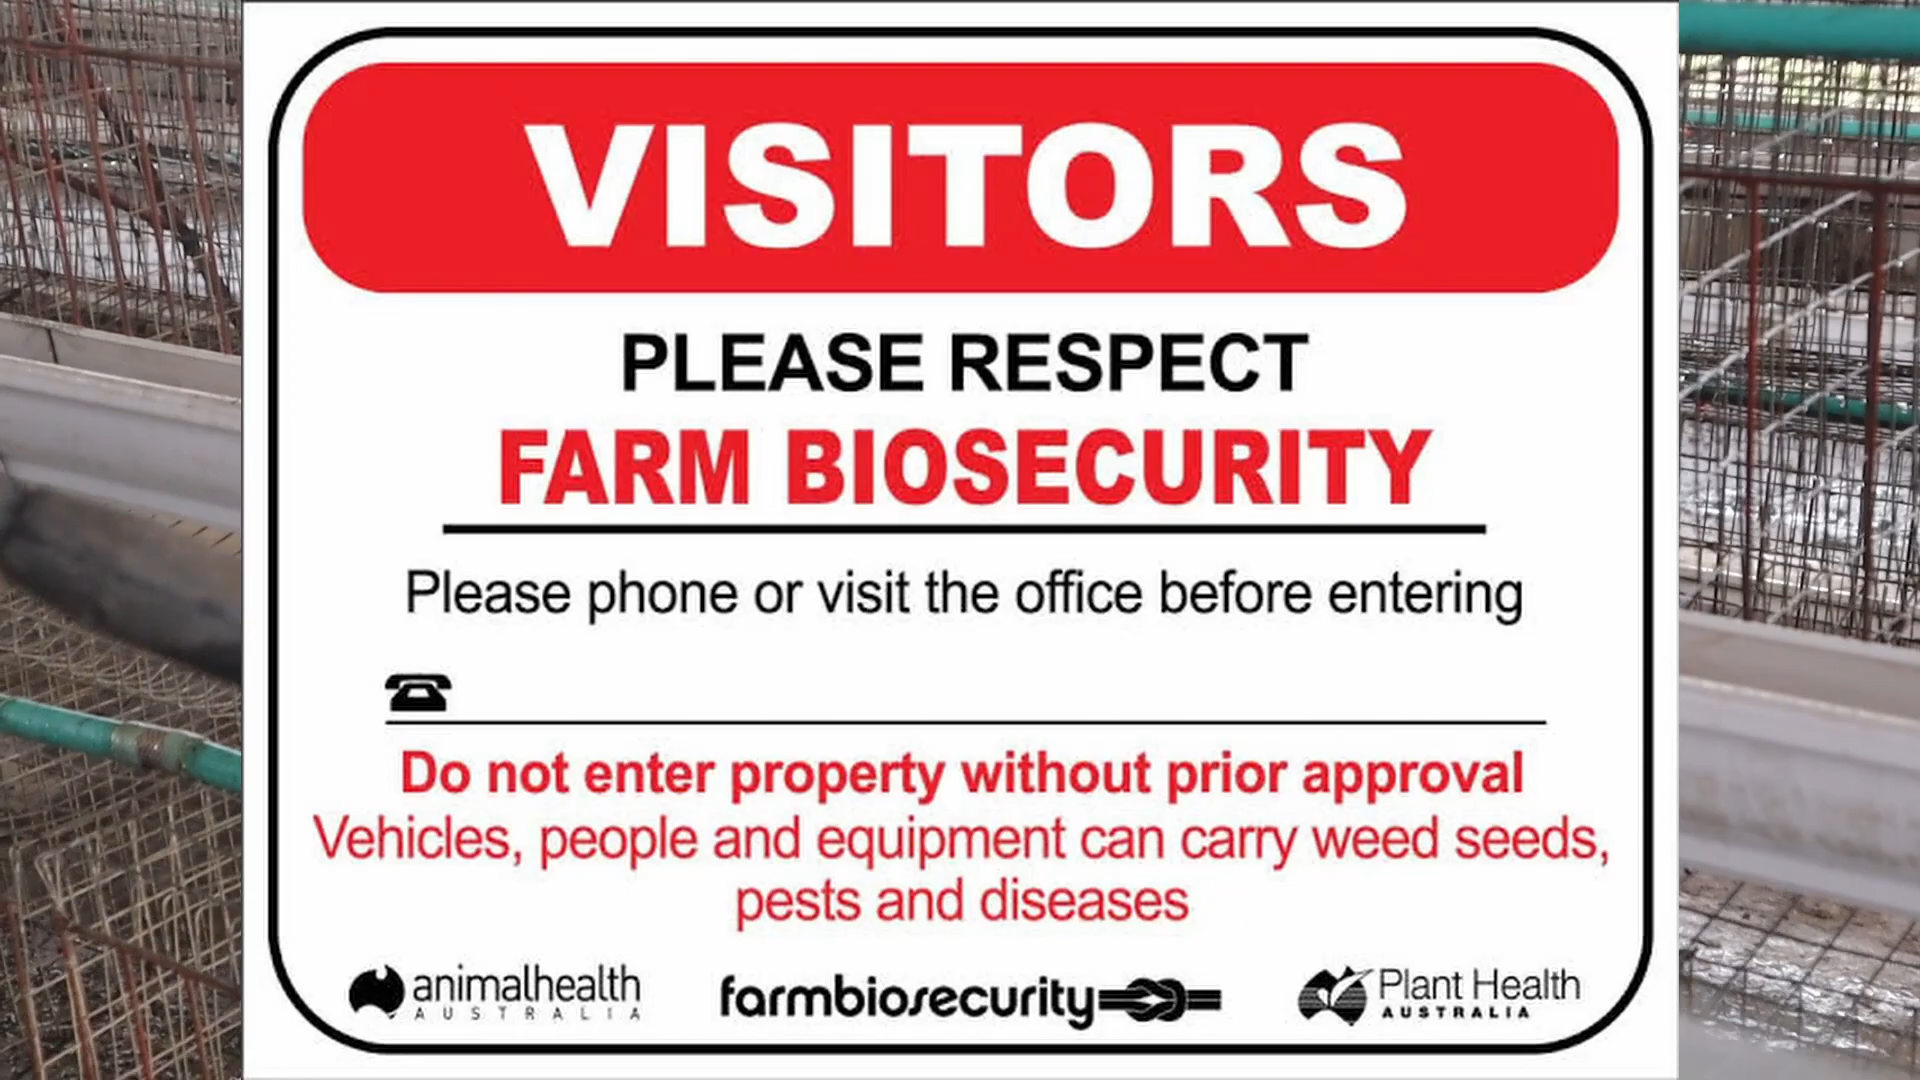 VISITORS
PLEASE RESPECT
FARM BIOSECURITY
Please phone or visit the office before entering
Do not enter property without prior approval
Vehicles, people and equipment can carry weed seeds,
pests and diseases
animalhealth
AUSTRALIA
farmbiosecurity
Plant Health
AUSTRALIA